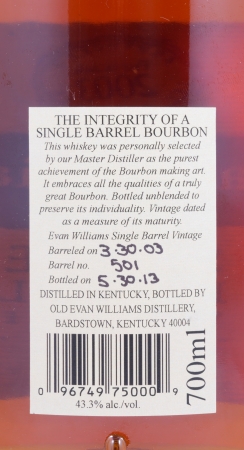 THE INTEGRITY OF A
SINGLE BARREL BOURBON
This whiskey was personally selected
by our Master Distiller as the purest
achievement of the Bourbon making art.
It embraces all the qualities of a truly
great Bourbon. Bottled unblended to
preserve its individuality. Vintage dated
as a measure of its maturity.
Evan Williams Single Barrel Vintage
Barreled on 3.30.03
Barrel no. 501
Bottled on 5.30.13
DISTILLED IN KENTUCKY, BOTTLED BY
OLD EVAN WILLIAMS DISTILLERY,
BARDSTOWN, KENTUCKY 40004
0 96749 75000 9
43.3% alc./vol.
700ml